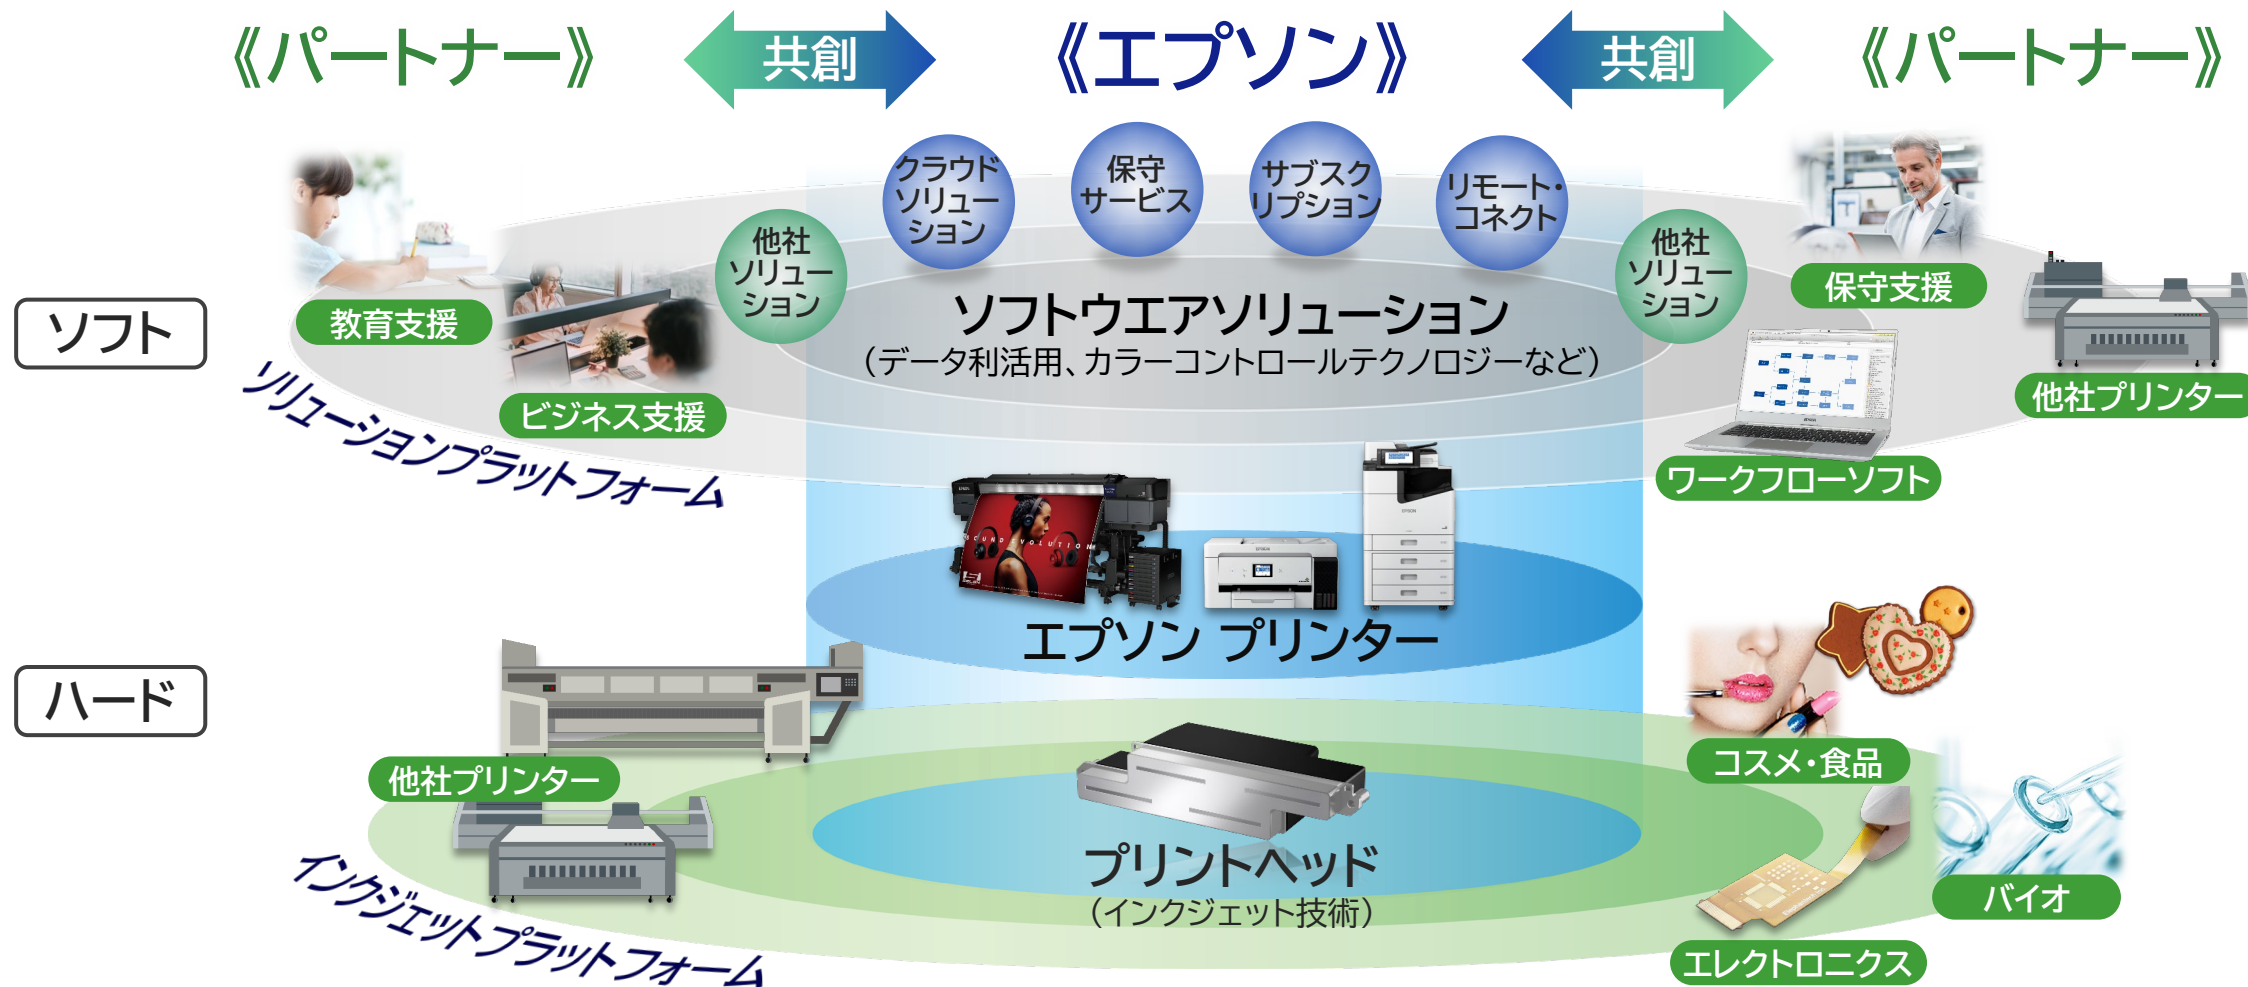 《パートナー》
共創
《エプソン》
共創
《パートナー》
クラウド
ソリュー
ション
保守
サービス
サブスク
リプション
リモート・
コネクト
他社
ソリュー
ション
他社
ソリュー
ション
ソフト
教育支援
ビジネス支援
ソフトウエアソリューション
（データ利活用、カラーコントロールテクノロジーなど）
保守支援
他社プリンター
ワークフローソフト
ソリューションプラットフォーム
SOUND EVOLUTION
EPSON
EPSON
エプソン プリンター
ハード
他社プリンター
コスメ・食品
プリントヘッド
（インクジェット技術）
バイオ
エレクトロニクス
インクジェットプラットフォーム